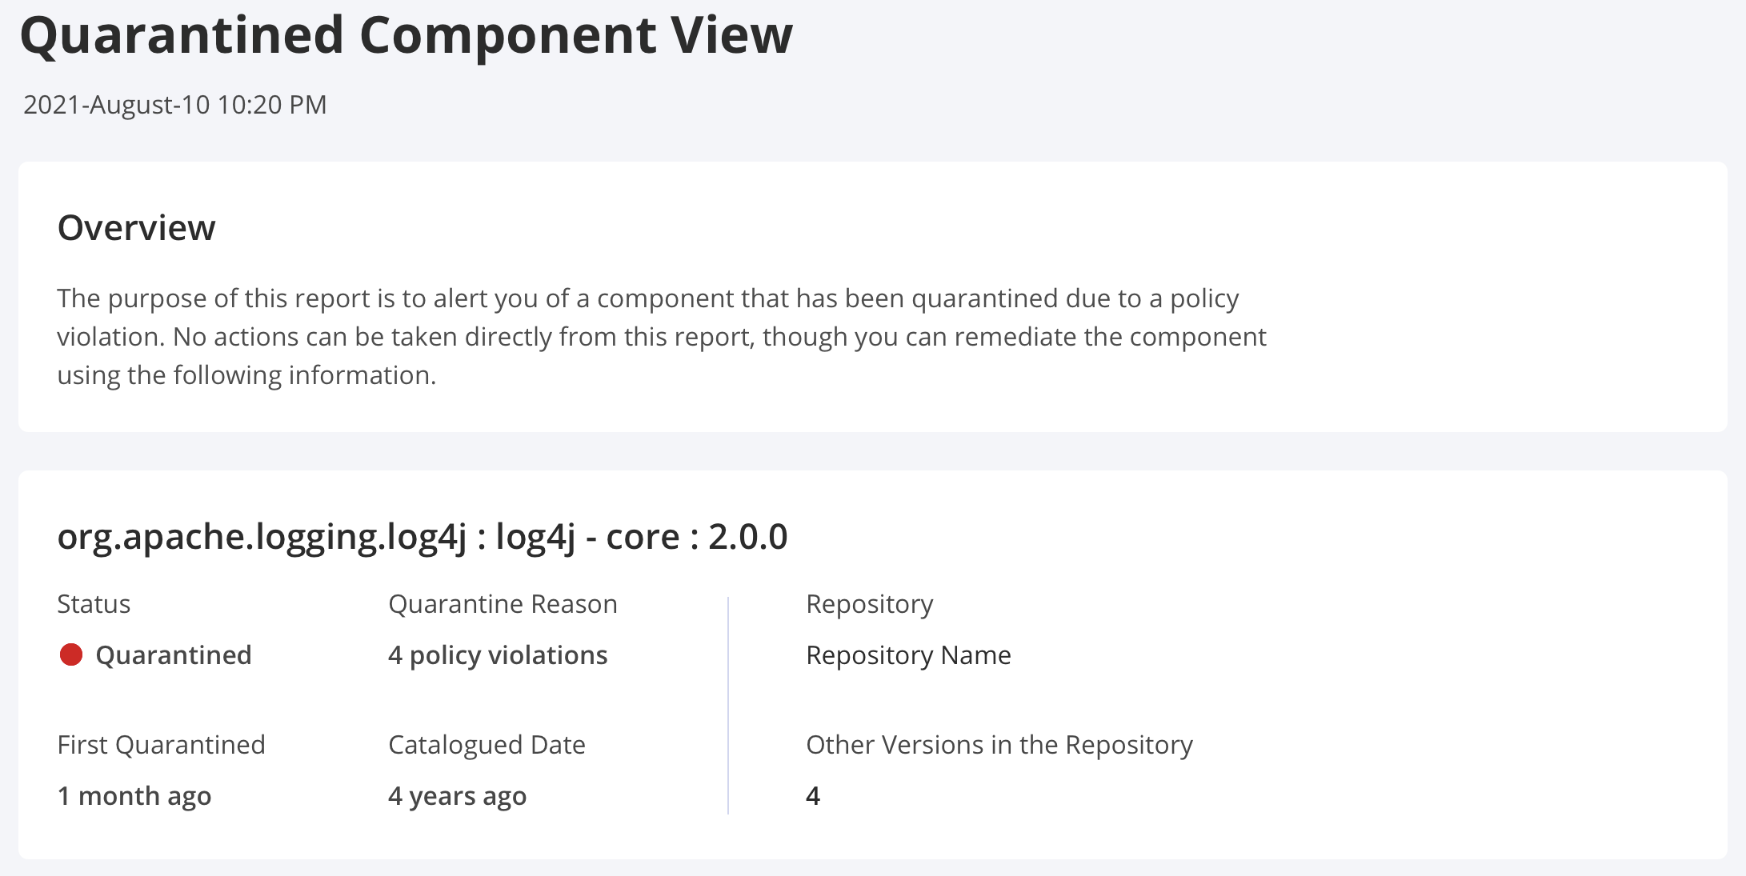 Quarantined Component View
2021-August-10 10:20 PM
Overview
The purpose of this report is to alert you of a component that has been quarantined due to a policy
violation. No actions can be taken directly from this report, though you can remediate the component
using the following information.
org.apache.logging.log4j : log4j - core : 2.0.0
Status
Quarantined
Quarantine Reason
4 policy violations
Repository
Repository Name
First Quarantined
1 month ago
Catalogued Date
4 years ago
Other Versions in the Repository
4